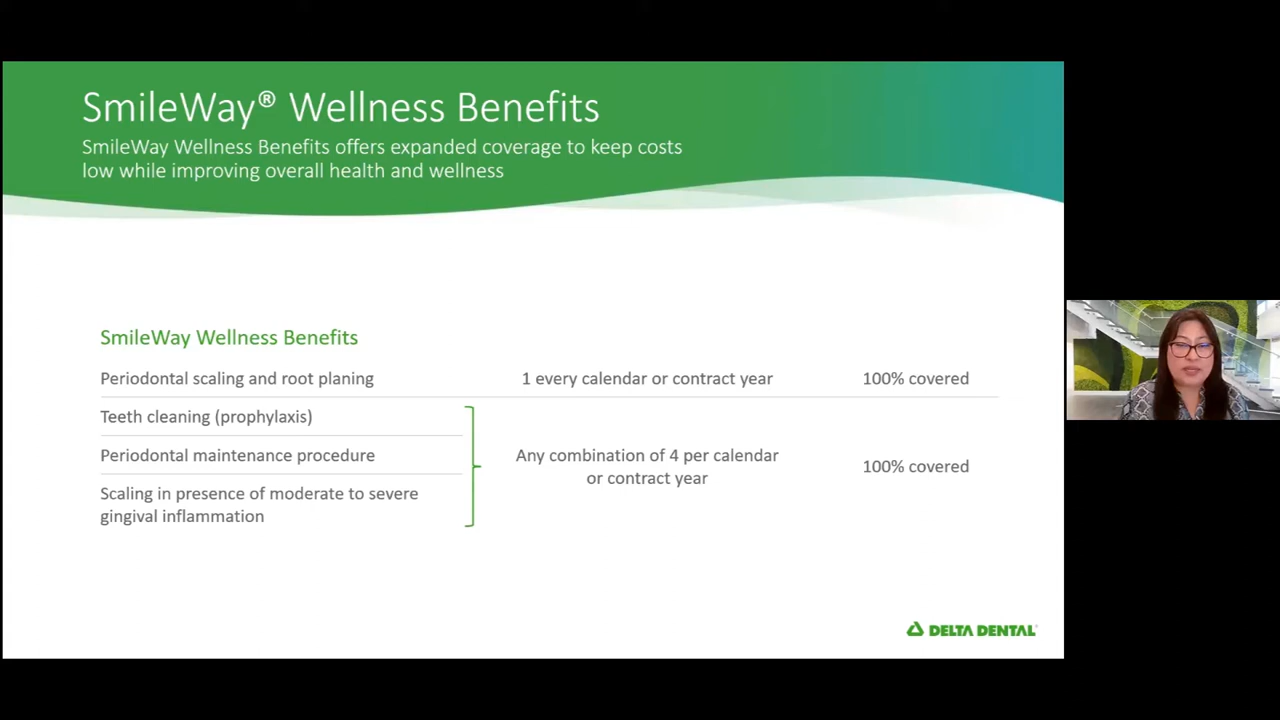 SmileWay® Wellness Benefits
SmileWay Wellness Benefits offers expanded coverage to keep costs
low while improving overall health and wellness
SmileWay Wellness Benefits
Periodontal scaling and root planing
1 every calendar or contract year
100% covered
Teeth cleaning (prophylaxis)
Periodontal maintenance procedure
Scaling in presence of moderate to severe
gingival inflammation
Any combination of 4 per calendar
or contract year
100% covered
DELTA DENTAL®